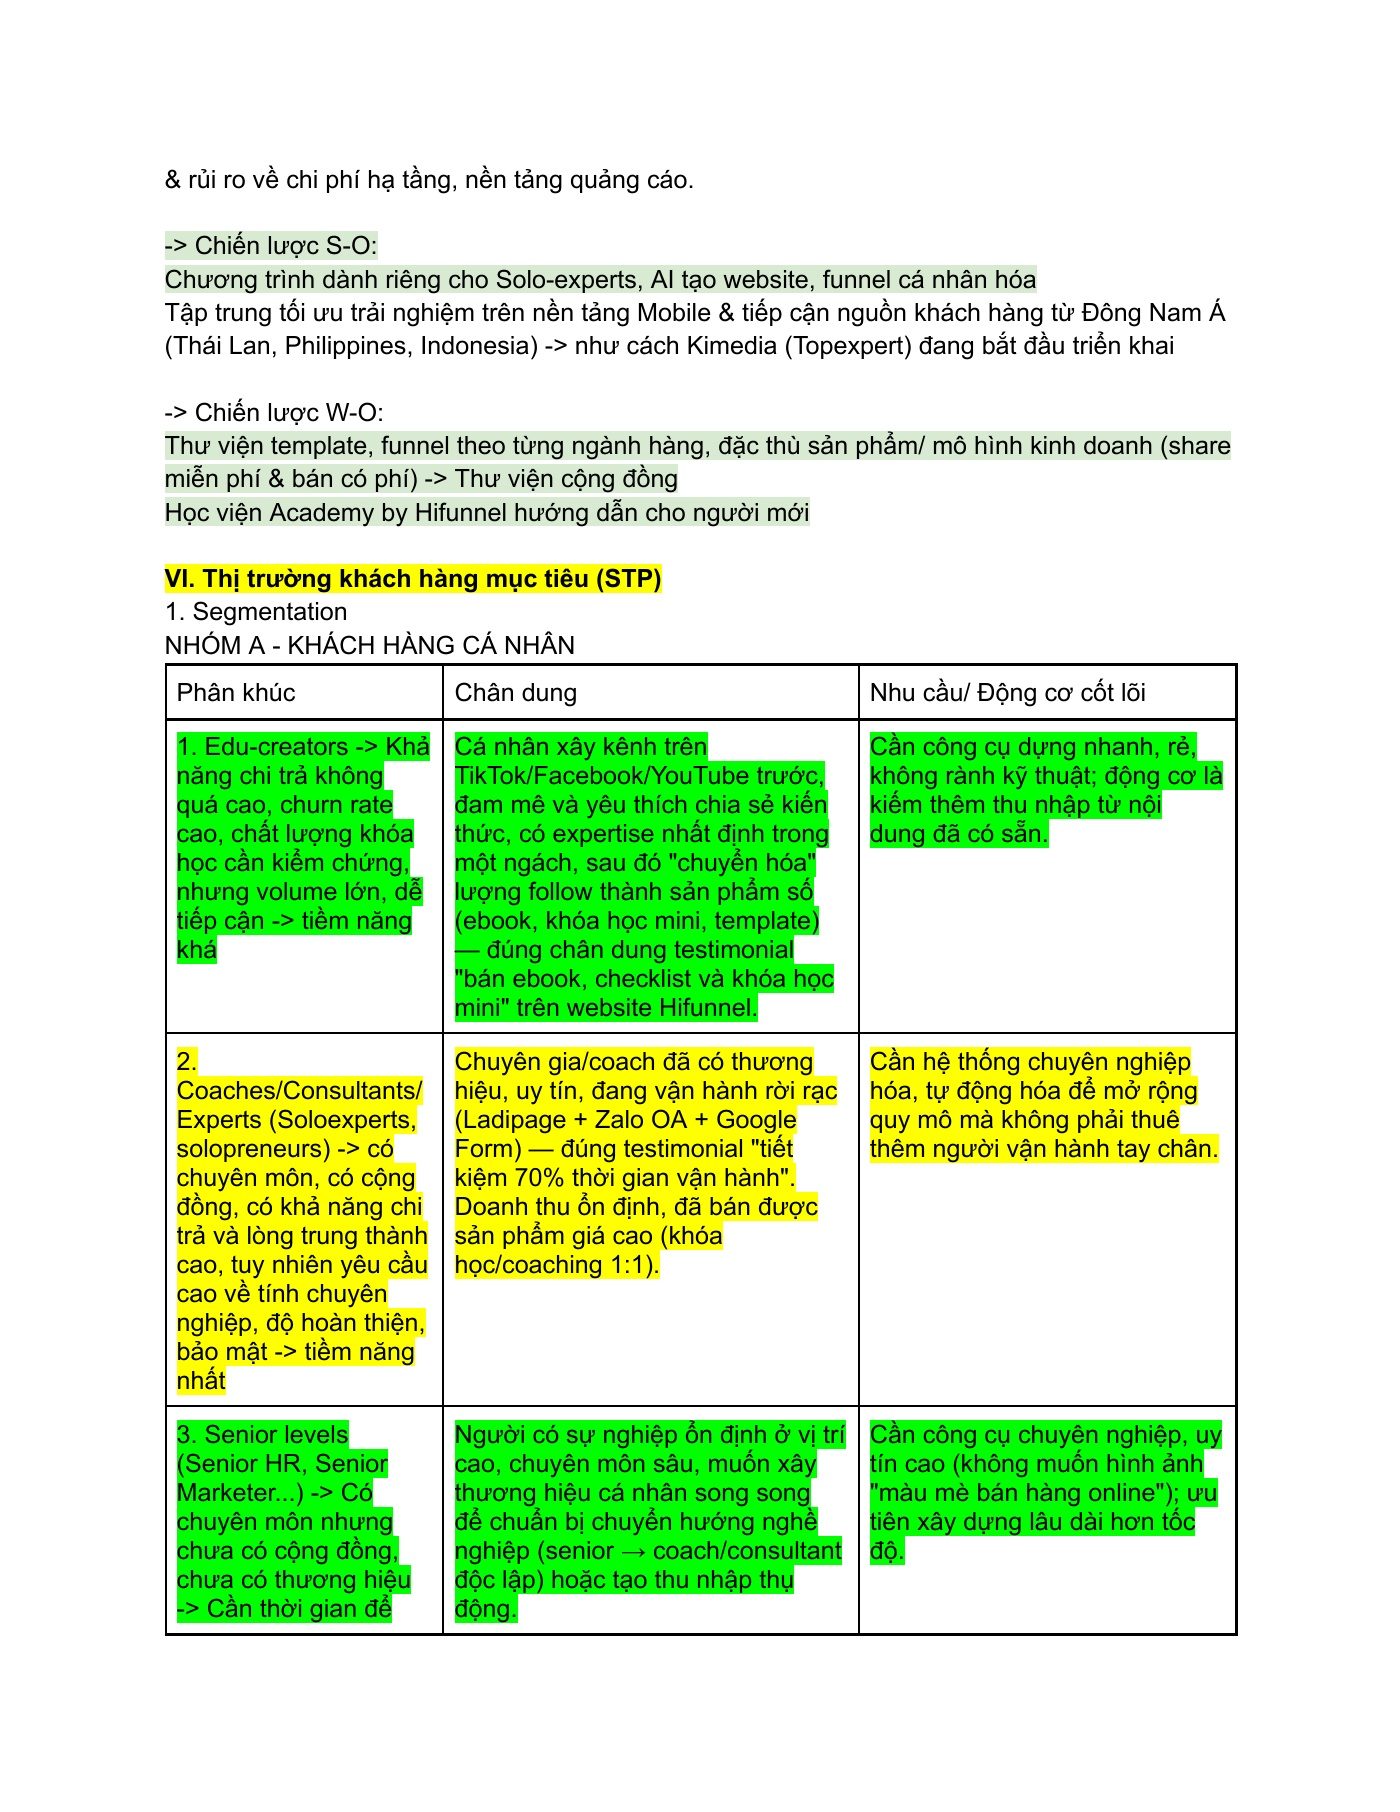 & rủi ro về chi phí hạ tầng, nền tảng quảng cáo.
-> Chiến lược S-O:
Chương trình dành riêng cho Solo-experts, AI tạo website, funnel cá nhân hóa
Tập trung tối ưu trải nghiệm trên nền tảng Mobile & tiếp cận nguồn khách hàng từ Đông Nam Á
(Thái Lan, Philippines, Indonesia) -> như cách Kimedia (Topexpert) đang bắt đầu triển khai
-> Chiến lược W-O:
Thư viện template, funnel theo từng ngành hàng, đặc thù sản phẩm/ mô hình kinh doanh (share
miễn phí & bán có phí) -> Thư viện cộng đồng
Học viện Academy by Hifunnel hướng dẫn cho người mới
VI. Thị trường khách hàng mục tiêu (STP)
1. Segmentation
NHÓM A - KHÁCH HÀNG CÁ NHÂN
Phân khúc
Chân dung
Nhu cầu/ Động cơ cốt lõi
1. Edu-creators -> Khả
năng chi trả không
quá cao, churn rate
cao, chất lượng khóa
học cần kiểm chứng,
nhưng volume lớn, dễ
tiếp cận -> tiềm năng
khá
Cá nhân xây kênh trên
TikTok/Facebook/YouTube trước,
đam mê và yêu thích chia sẻ kiến
thức, có expertise nhất định trong
một ngách, sau đó "chuyển hóa"
lượng follow thành sản phẩm số
(ebook, khóa học mini, template)
— đúng chân dung testimonial
"bán ebook, checklist và khóa học
mini" trên website Hifunnel.
Cần công cụ dựng nhanh, rẻ,
không rành kỹ thuật; động cơ là
kiếm thêm thu nhập từ nội
dung đã có sẵn.
2.
Coaches/Consultants/
Experts (Soloexperts,
solopreneurs) -> có
chuyên môn, có cộng
đồng, có khả năng chi
trả và lòng trung thành
cao, tuy nhiên yêu cầu
cao về tính chuyên
nghiệp, độ hoàn thiện,
bảo mật -> tiềm năng
nhất
Chuyên gia/coach đã có thương
hiệu, uy tín, đang vận hành rời rạc
(Ladipage + Zalo OA + Google
Form) — đúng testimonial "tiết
kiệm 70% thời gian vận hành".
Doanh thu ổn định, đã bán được
sản phẩm giá cao (khóa
học/coaching 1:1).
Cần hệ thống chuyên nghiệp
hóa, tự động hóa để mở rộng
quy mô mà không phải thuê
thêm người vận hành tay chân.
3. Senior levels
(Senior HR, Senior
Marketer...) -> Có
chuyên môn nhưng
chưa có cộng đồng,
chưa có thương hiệu
-> Cần thời gian để
Người có sự nghiệp ổn định ở vị trí
cao, chuyên môn sâu, muốn xây
thương hiệu cá nhân song song
để chuẩn bị chuyển hướng nghề
nghiệp (senior → coach/consultant
độc lập) hoặc tạo thu nhập thụ
động.
Cần công cụ chuyên nghiệp, uy
tín cao (không muốn hình ảnh
"màu mè bán hàng online"); ưu
tiên xây dựng lâu dài hơn tốc
độ.